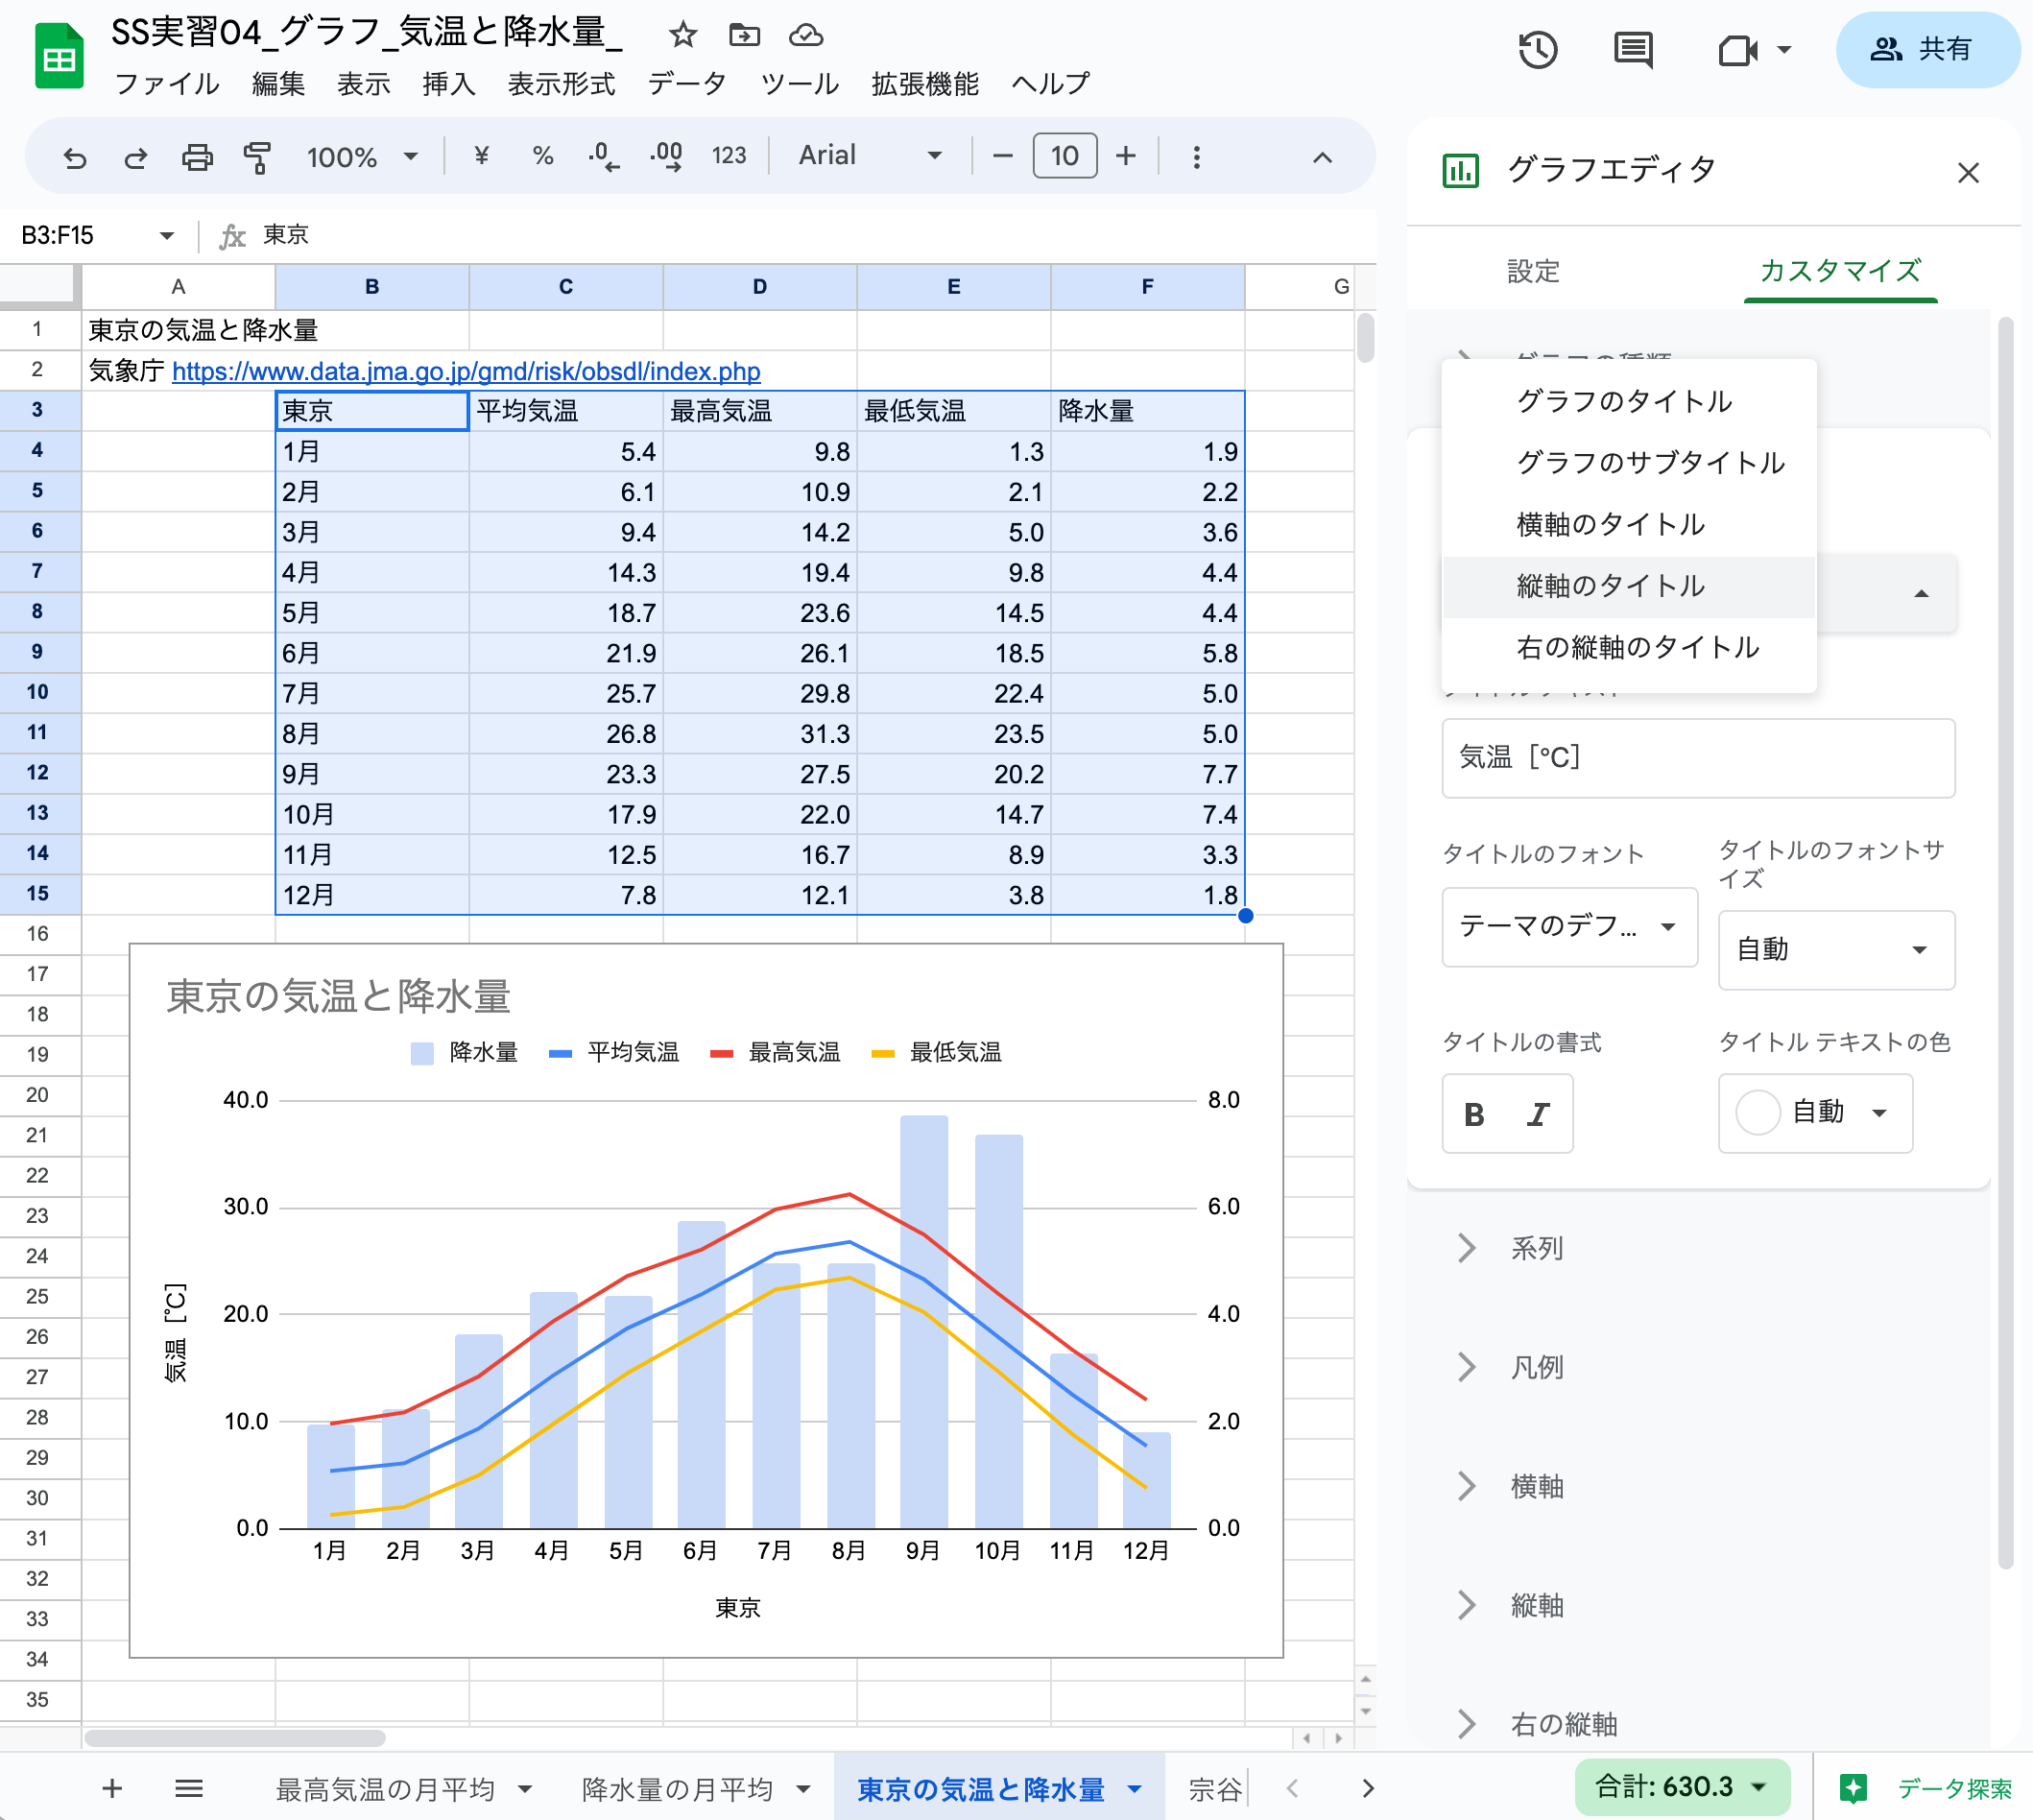 SS実習04_グラフ_気温と降水量_
ファイル 編集 表示 挿入 表示形式 データ ツール 拡張機能 ヘルプ
共有
100% ¥ % .0 .00 123 Arial 10
B3:F15 fx 東京
A B C D E F G
1 東京の気温と降水量
2 気象庁 https://www.data.jma.go.jp/gmd/risk/obsdl/index.php
3 東京 平均気温 最高気温 最低気温 降水量
4 1月 5.4 9.8 1.3 1.9
5 2月 6.1 10.9 2.1 2.2
6 3月 9.4 14.2 5.0 3.6
7 4月 14.3 19.4 9.8 4.4
8 5月 18.7 23.6 14.5 4.4
9 6月 21.9 26.1 18.5 5.8
10 7月 25.7 29.8 22.4 5.0
11 8月 26.8 31.3 23.5 5.0
12 9月 23.3 27.5 20.2 7.7
13 10月 17.9 22.0 14.7 7.4
14 11月 12.5 16.7 8.9 3.3
15 12月 7.8 12.1 3.8 1.8
16
17
18
19
20
21
22
23
24
25
26
27
28
29
30
31
32
33
34
35
東京の気温と降水量
降水量 平均気温 最高気温 最低気温
40.0 8.0
30.0 6.0
20.0 4.0
10.0 2.0
0.0 0.0
気温［℃］
1月 2月 3月 4月 5月 6月 7月 8月 9月 10月 11月 12月
東京
グラフエディタ
設定 カスタマイズ
グラフのタイトル
グラフのサブタイトル
横軸のタイトル
縦軸のタイトル
右の縦軸のタイトル
気温［℃］
タイトルのフォント
テーマのデフ...
タイトルのフォントサ
イズ
自動
タイトルの書式
B I
タイトル テキストの色
自動
系列
凡例
横軸
縦軸
右の縦軸
最高気温の月平均 降水量の月平均 東京の気温と降水量 宗谷
合計: 630.3
データ探索